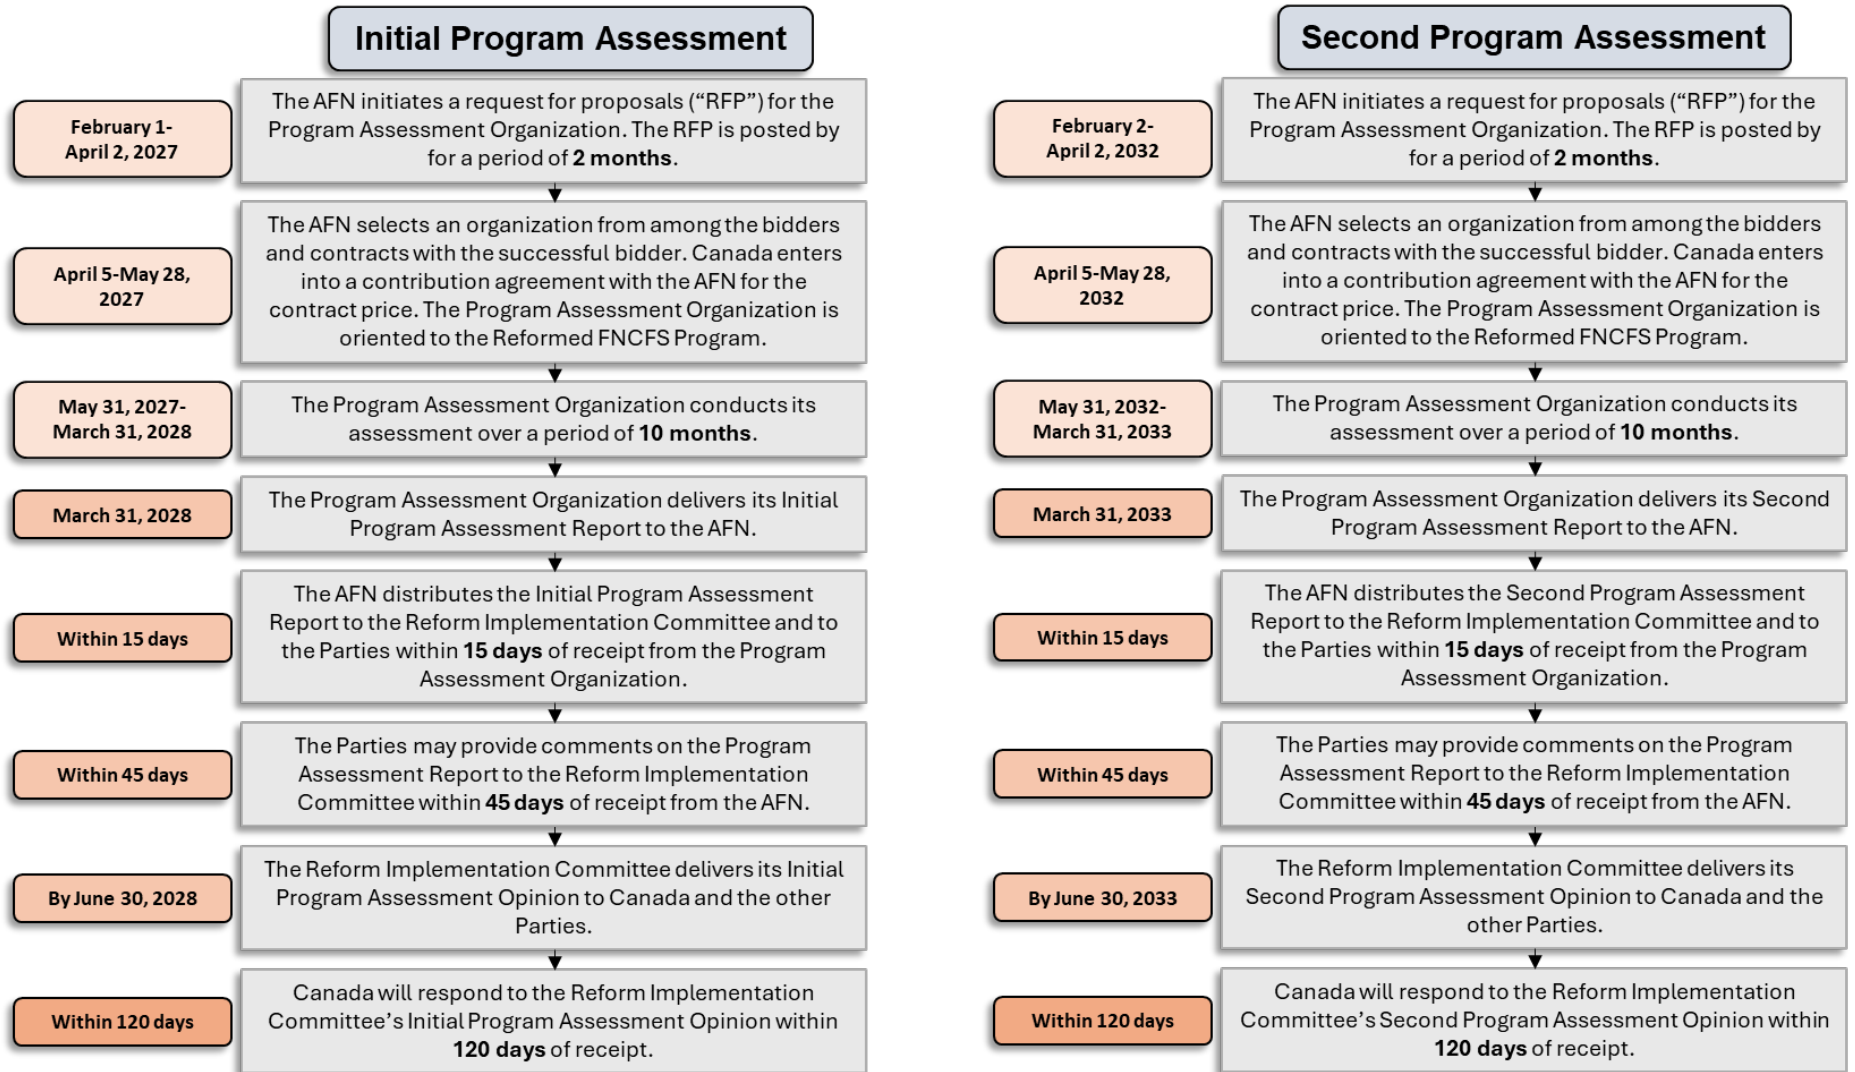 Initial Program Assessment
February 1-
April 2, 2027
The AFN initiates a request for proposals (“RFP”) for the
Program Assessment Organization. The RFP is posted by
for a period of 2 months.
April 5-May 28,
2027
The AFN selects an organization from among the bidders
and contracts with the successful bidder. Canada enters
into a contribution agreement with the AFN for the
contract price. The Program Assessment Organization is
oriented to the Reformed FNCFS Program.
May 31, 2027-
March 31, 2028
The Program Assessment Organization conducts its
assessment over a period of 10 months.
March 31, 2028
The Program Assessment Organization delivers its Initial
Program Assessment Report to the AFN.
Within 15 days
The AFN distributes the Initial Program Assessment
Report to the Reform Implementation Committee and to
the Parties within 15 days of receipt from the Program
Assessment Organization.
Within 45 days
The Parties may provide comments on the Program
Assessment Report to the Reform Implementation
Committee within 45 days of receipt from the AFN.
By June 30, 2028
The Reform Implementation Committee delivers its Initial
Program Assessment Opinion to Canada and the other
Parties.
Within 120 days
Canada will respond to the Reform Implementation
Committee’s Initial Program Assessment Opinion within
120 days of receipt.
Second Program Assessment
February 2-
April 2, 2032
The AFN initiates a request for proposals (“RFP”) for the
Program Assessment Organization. The RFP is posted by
for a period of 2 months.
April 5-May 28,
2032
The AFN selects an organization from among the bidders
and contracts with the successful bidder. Canada enters
into a contribution agreement with the AFN for the
contract price. The Program Assessment Organization is
oriented to the Reformed FNCFS Program.
May 31, 2032-
March 31, 2033
The Program Assessment Organization conducts its
assessment over a period of 10 months.
March 31, 2033
The Program Assessment Organization delivers its Second
Program Assessment Report to the AFN.
Within 15 days
The AFN distributes the Second Program Assessment
Report to the Reform Implementation Committee and to
the Parties within 15 days of receipt from the Program
Assessment Organization.
Within 45 days
The Parties may provide comments on the Program
Assessment Report to the Reform Implementation
Committee within 45 days of receipt from the AFN.
By June 30, 2033
The Reform Implementation Committee delivers its
Second Program Assessment Opinion to Canada and the
other Parties.
Within 120 days
Canada will respond to the Reform Implementation
Committee’s Second Program Assessment Opinion within
120 days of receipt.